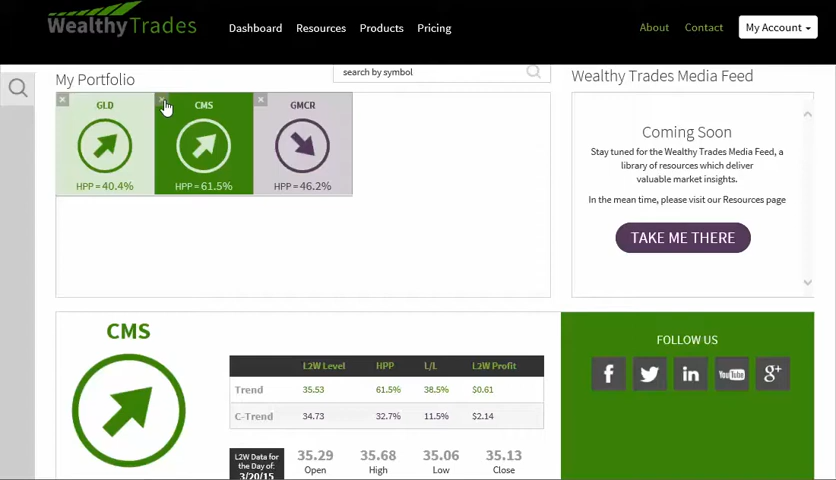 WealthyTrades
Dashboard Resources Products Pricing About Contact My Account
My Portfolio
search by symbol
Wealthy Trades Media Feed
GLD
HPP = 40.4%
CMS
HPP = 61.5%
GMCR
HPP = 46.2%
Coming Soon
Stay tuned for the Wealthy Trades Media Feed, a
library of resources which deliver
valuable market insights.
In the mean time, please visit our Resources page
TAKE ME THERE
CMS
L2W Level HPP L/L L2W Profit
Trend 35.53 61.5% 38.5% $0.61
C-Trend 34.73 32.7% 11.5% $2.14
L2W Data for
the Day of:
3/20/15
35.29 35.68 35.06 35.13
Open High Low Close
FOLLOW US
f in You Tube g+